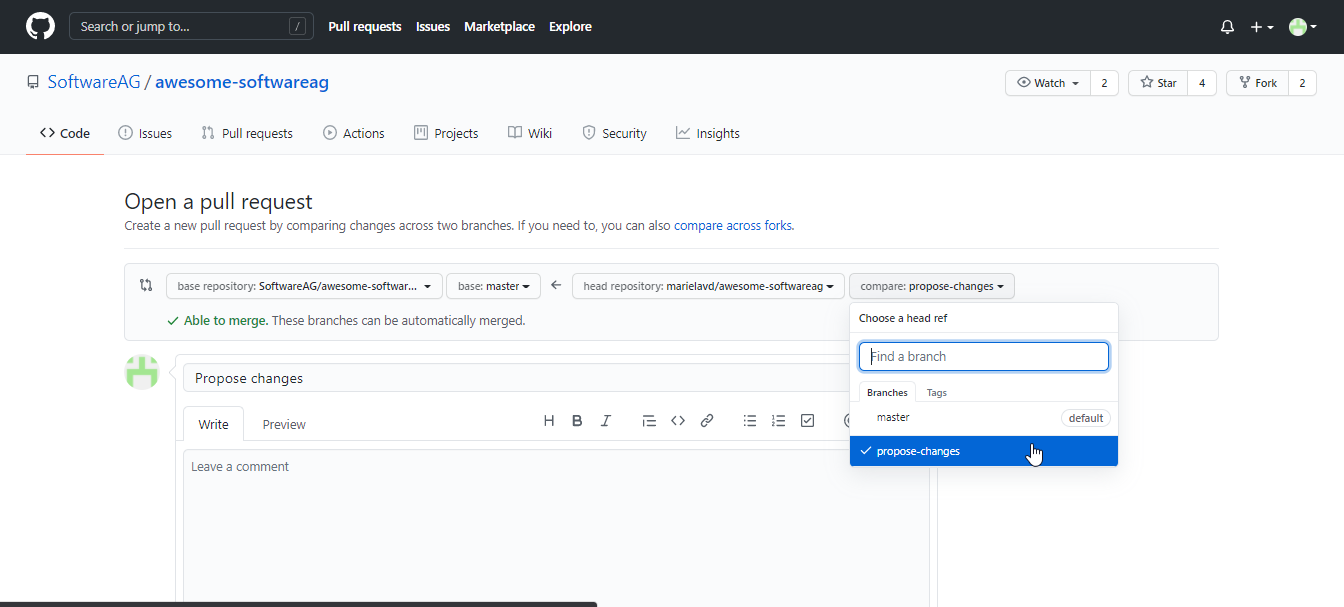 Search or jump to... / Pull requests Issues Marketplace Explore
SoftwareAG / awesome-softwareag Watch 2 Star 4 Fork 2
Code Issues Pull requests Actions Projects Wiki Security Insights
Open a pull request
Create a new pull request by comparing changes across two branches. If you need to, you can also compare across forks.
base repository: SoftwareAG/awesome-softwar... base: master head repository: marielavd/awesome-softwareag compare: propose-changes
Able to merge. These branches can be automatically merged.
Choose a head ref
Find a branch
Branches Tags
master default
propose-changes
Propose changes
Write Preview
Leave a comment